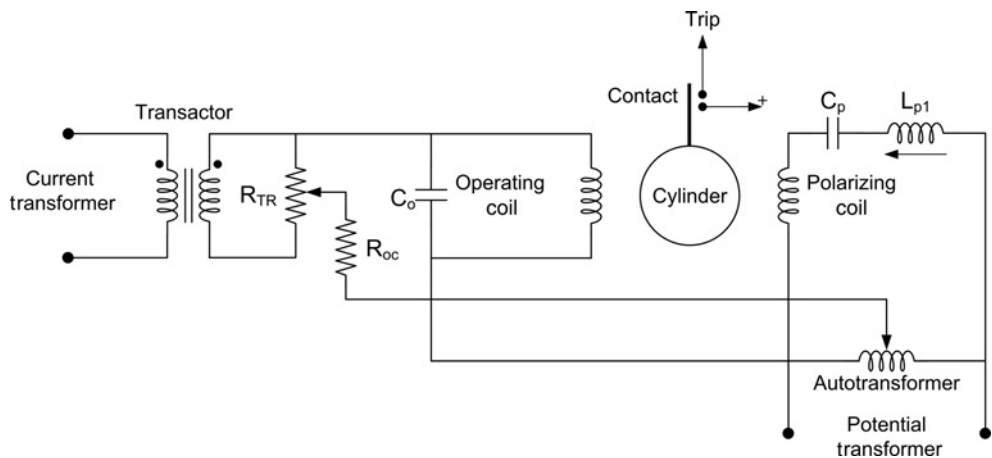 Trip
Contact
+
Transactor
C_p
L_p1
Current
transformer
R_TR
C_o
Operating
coil
Cylinder
Polarizing
coil
R_oc
Autotransformer
Potential
transformer